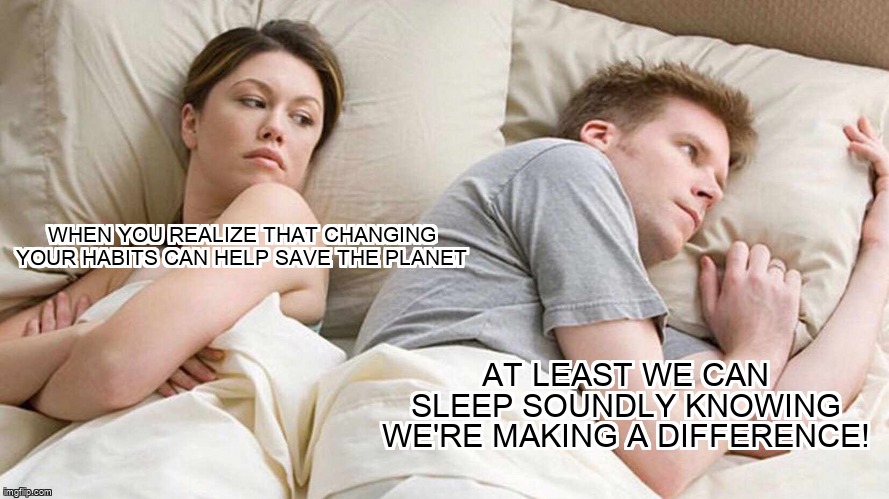 WHEN YOU REALIZE THAT CHANGING
YOUR HABITS CAN HELP SAVE THE PLANET
AT LEAST WE CAN
SLEEP SOUNDLY KNOWING
WE'RE MAKING A DIFFERENCE!
imgflip.com